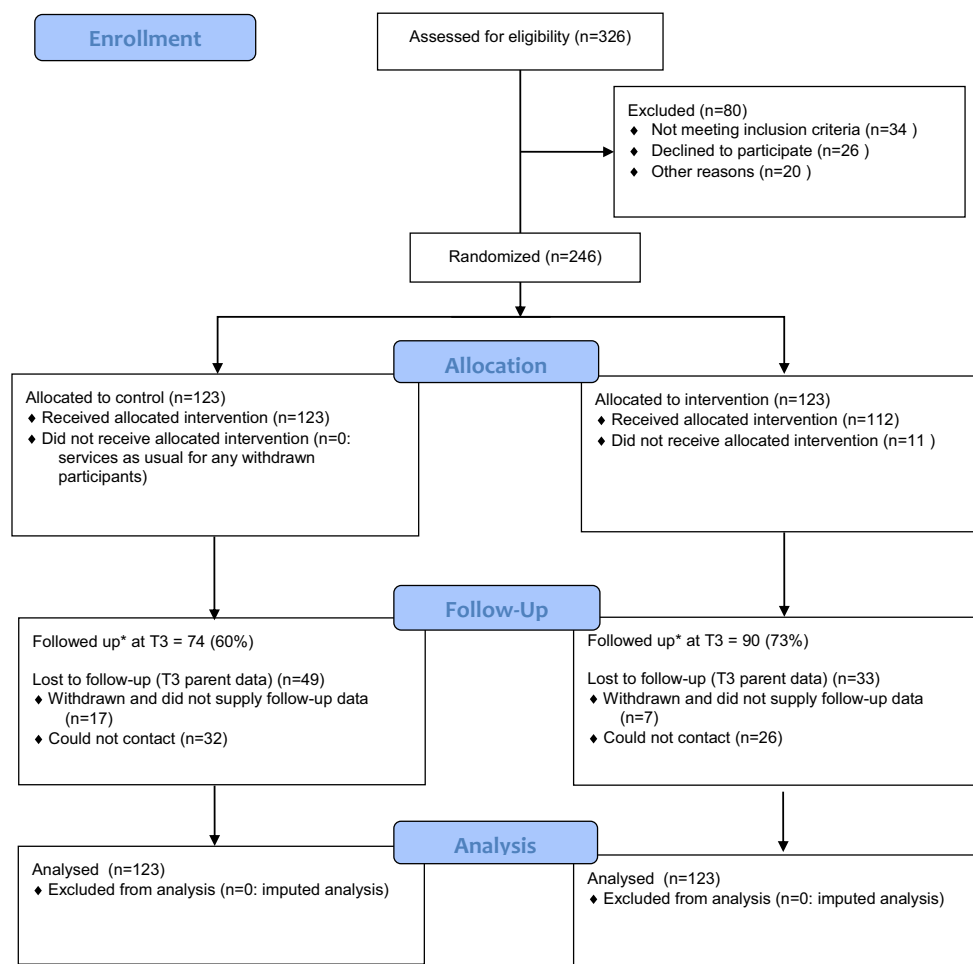 Enrollment
Assessed for eligibility (n=326)
Excluded (n=80)
♦ Not meeting inclusion criteria (n=34 )
♦ Declined to participate (n=26 )
♦ Other reasons (n=20 )
Randomized (n=246)
Allocation
Allocated to control (n=123)
♦ Received allocated intervention (n=123)
♦ Did not receive allocated intervention (n=0:
services as usual for any withdrawn
participants)
Allocated to intervention (n=123)
♦ Received allocated intervention (n=112)
♦ Did not receive allocated intervention (n=11 )
Follow-Up
Followed up* at T3 = 74 (60%)
Lost to follow-up (T3 parent data) (n=49)
♦ Withdrawn and did not supply follow-up data
(n=17)
♦ Could not contact (n=32)
Followed up* at T3 = 90 (73%)
Lost to follow-up (T3 parent data) (n=33)
♦ Withdrawn and did not supply follow-up data
(n=7)
♦ Could not contact (n=26)
Analysis
Analysed (n=123)
♦ Excluded from analysis (n=0: imputed analysis)
Analysed (n=123)
♦ Excluded from analysis (n=0: imputed analysis)